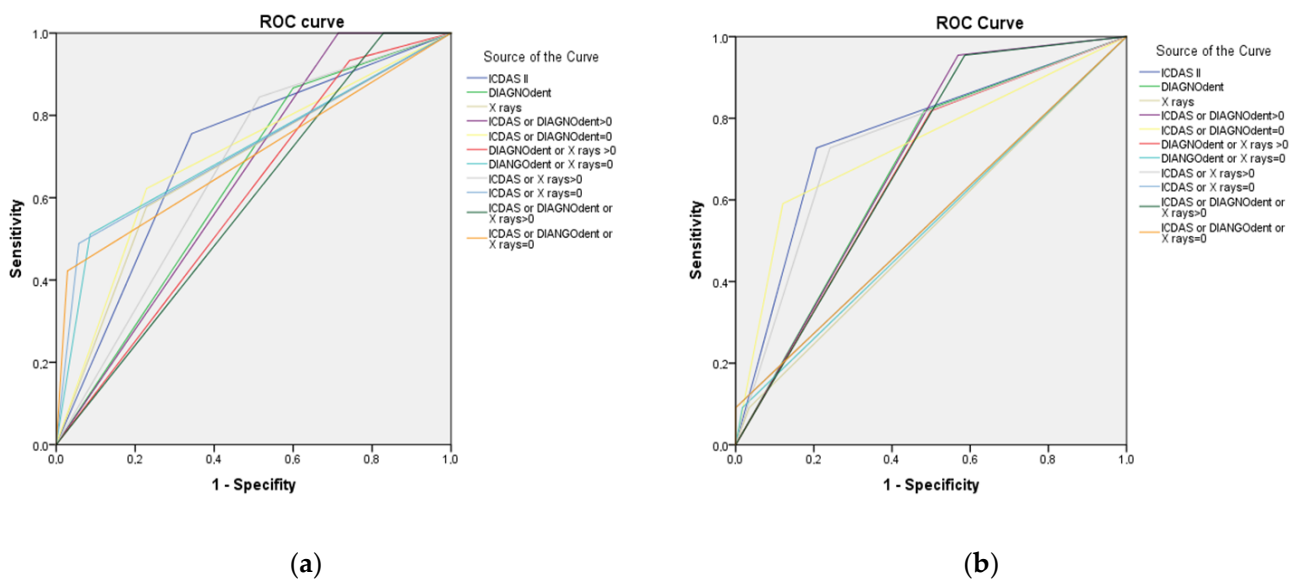 ROC curve
Sensitivity
1.0
0.8
0.6
0.4
0.2
0.0
0.0 0.2 0.4 0.6 0.8 1.0
1 - Specifity
Source of the Curve
ICDAS II
DIAGNOdent
X rays
ICDAS or DIAGNOdent>0
ICDAS or DIAGNOdent=0
DIAGNOdent or X rays >0
DIANGOdent or X rays=0
ICDAS or X rays>0
ICDAS or X rays=0
ICDAS or DIAGNOdent or
X rays>0
ICDAS or DIANGOdent or
X rays=0
(a)
ROC Curve
Sensitivity
1.0
0.8
0.6
0.4
0.2
0.0
0.0 0.2 0.4 0.6 0.8 1.0
1 - Specificity
Source of the Curve
ICDAS II
DIAGNOdent
X rays
ICDAS or DIAGNOdent>0
ICDAS or DIAGNOdent=0
DIAGNOdent or X rays >0
DIANGOdent or X rays=0
ICDAS or X rays>0
ICDAS or X rays=0
ICDAS or DIAGNOdent or
X rays>0
ICDAS or DIANGOdent or
X rays=0
(b)